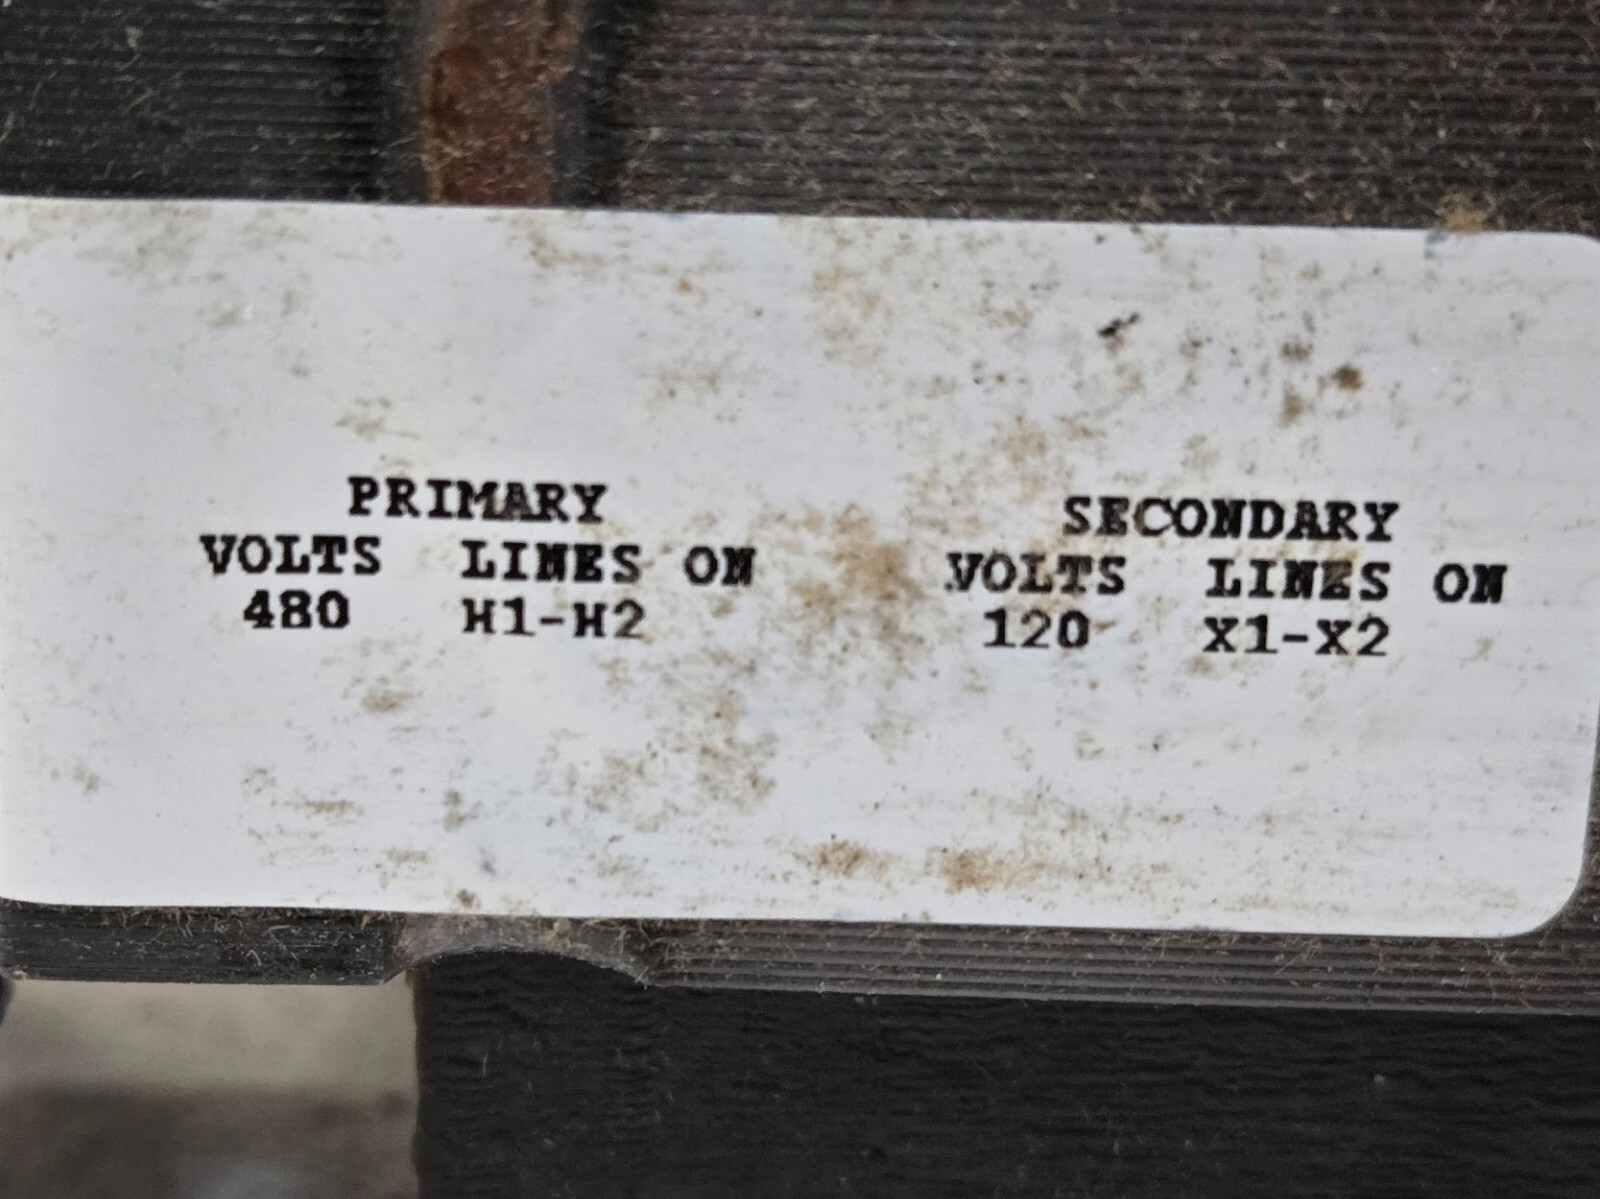 PRIMARY
VOLTS LINES ON
480 H1-H2
SECONDARY
VOLTS LINES ON
120 X1-X2